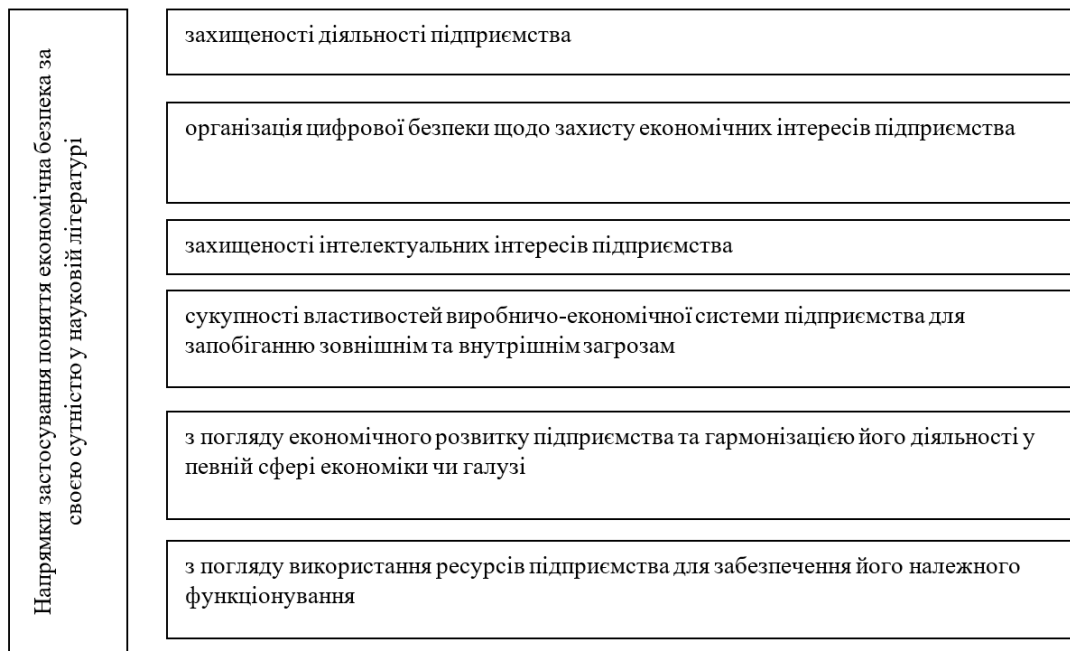 Напрямки застосування поняття економічна безпека за
своєю сутністю у науковій літературі
захищеності діяльності підприємства
організація цифрової безпеки щодо захисту економічних інтересів підприємства
захищеності інтелектуальних інтересів підприємства
сукупності властивостей виробничо-економічної системи підприємства для
запобіганню зовнішнім та внутрішнім загрозам
з погляду економічного розвитку підприємства та гармонізацією його діяльності у
певній сфері економіки чи галузі
з погляду використання ресурсів підприємства для забезпечення його належного
функціонування